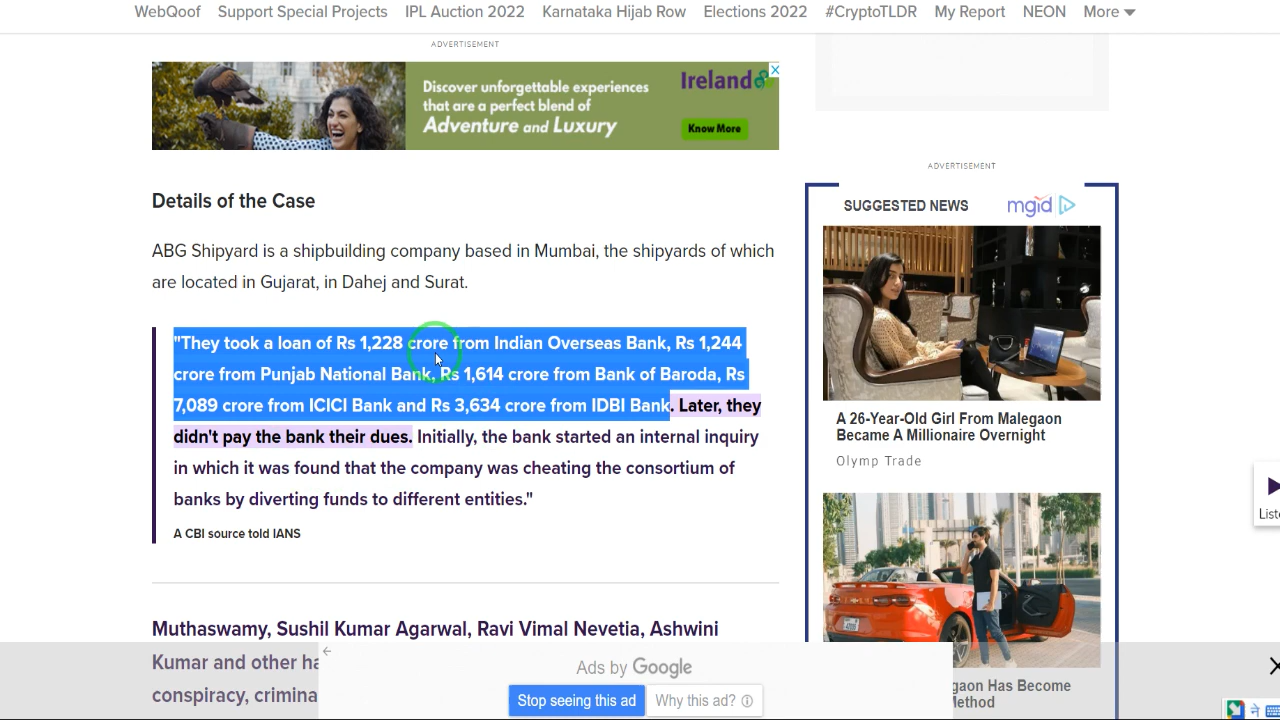 WebQoof Support Special Projects IPL Auction 2022 Karnataka Hijab Row Elections 2022 #CryptoTLDR My Report NEON More
ADVERTISEMENT
Discover unforgettable experiences
that are a perfect blend of
Adventure and Luxury
Ireland
Know More
Details of the Case
ABG Shipyard is a shipbuilding company based in Mumbai, the shipyards of which
are located in Gujarat, in Dahej and Surat.
"They took a loan of Rs 1,228 crore from Indian Overseas Bank, Rs 1,244
crore from Punjab National Bank, Rs 1,614 crore from Bank of Baroda, Rs
7,089 crore from ICICI Bank and Rs 3,634 crore from IDBI Bank. Later, they
didn't pay the bank their dues. Initially, the bank started an internal inquiry
in which it was found that the company was cheating the consortium of
banks by diverting funds to different entities."
A CBI source told IANS
Muthaswamy, Sushil Kumar Agarwal, Ravi Vimal Nevetia, Ashwini
Kumar and other ha
conspiracy, crimina
ADVERTISEMENT
SUGGESTED NEWS
mgid
A 26-Year-Old Girl From Malegaon
Became A Millionaire Overnight
Olymp Trade
gaon Has Become
Method
Ads by Google
Stop seeing this ad
Why this ad?
List
ने